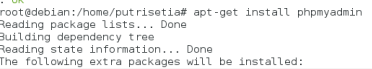 : OK
root@debian:/home/putrisetia# apt-get install phpmyadmin
Reading package lists... Done
Building dependency tree
Reading state information... Done
The following extra packages will be installed: